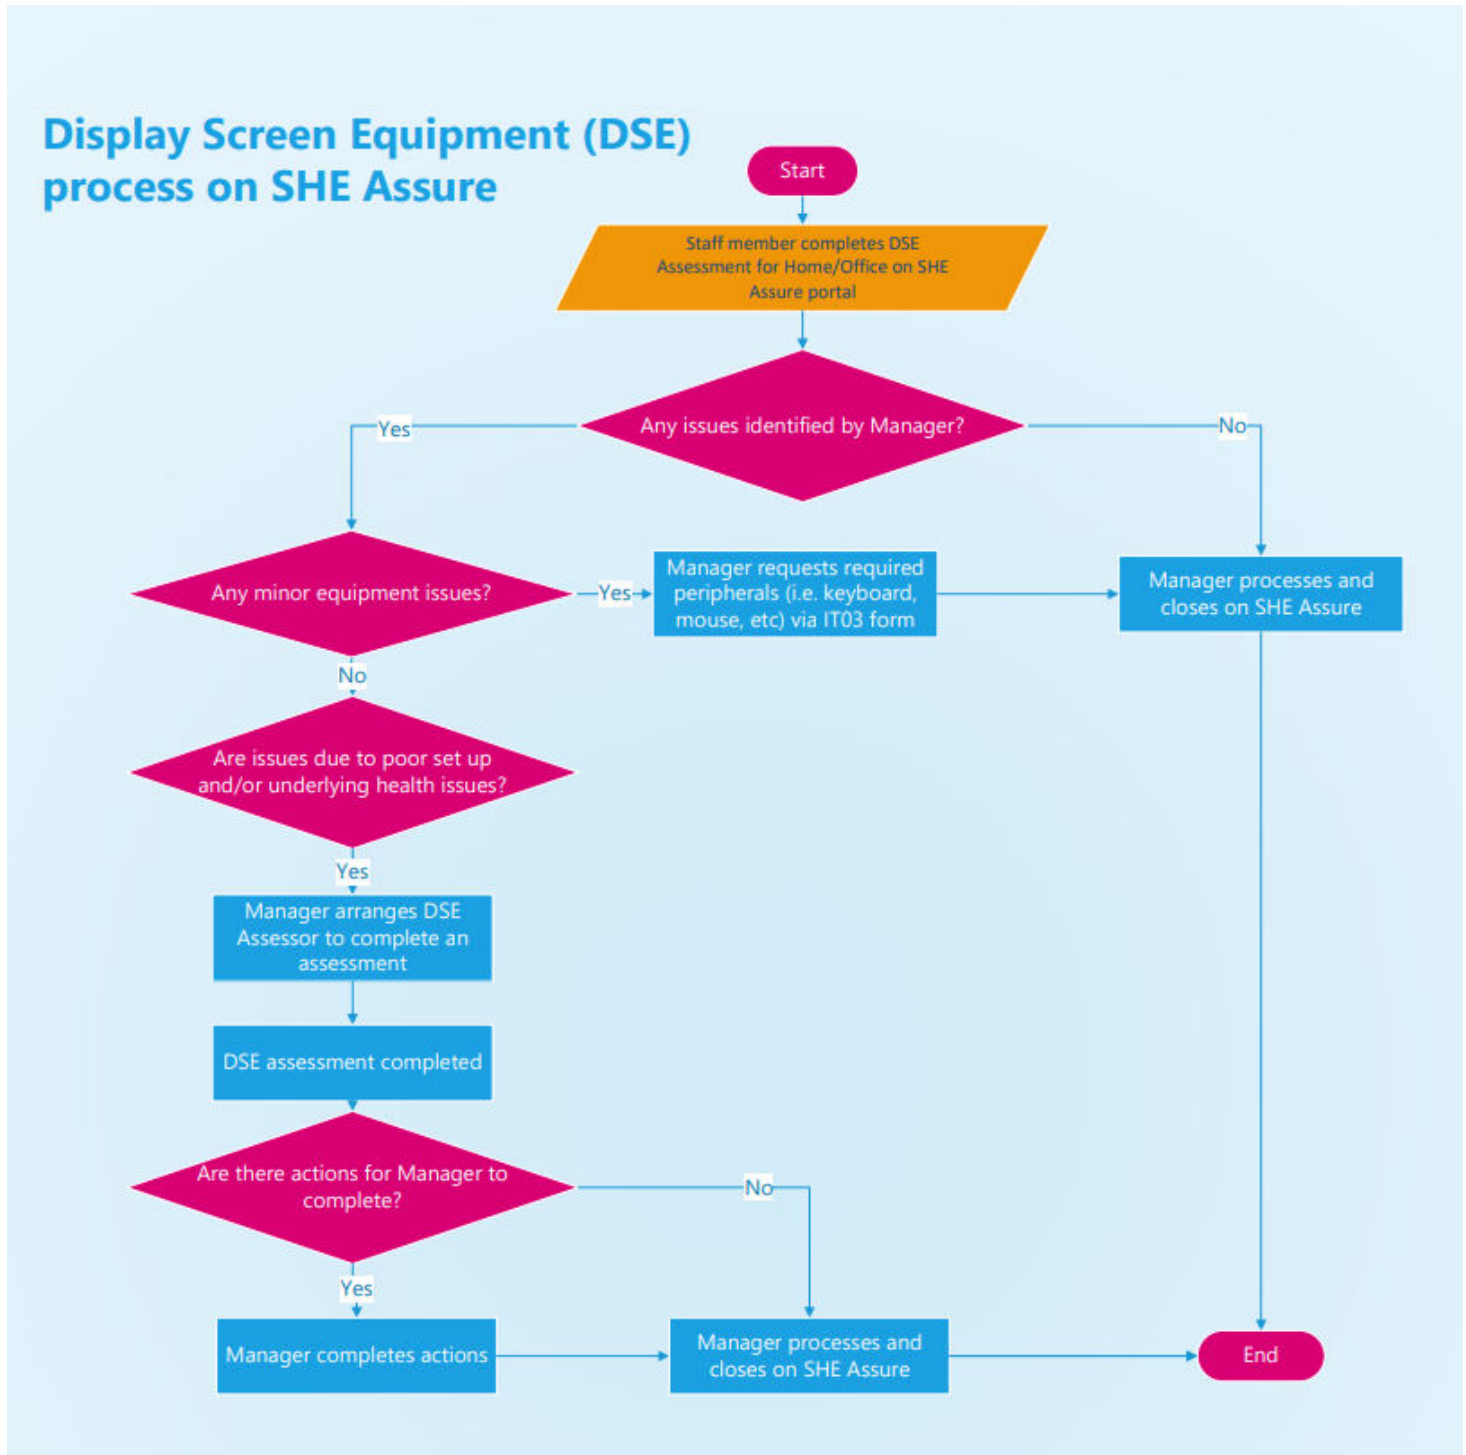 Display Screen Equipment (DSE)
process on SHE Assure
Start
Staff member completes DSE
Assessment for Home/Office on SHE
Assure portal
Any issues identified by Manager?
Yes
No
Any minor equipment issues?
Yes
Manager requests required
peripherals (i.e. keyboard,
mouse, etc) via IT03 form
Manager processes and
closes on SHE Assure
No
Are issues due to poor set up
and/or underlying health issues?
Yes
Manager arranges DSE
Assessor to complete an
assessment
DSE assessment completed
Are there actions for Manager to
complete?
No
Yes
Manager completes actions
Manager processes and
closes on SHE Assure
End